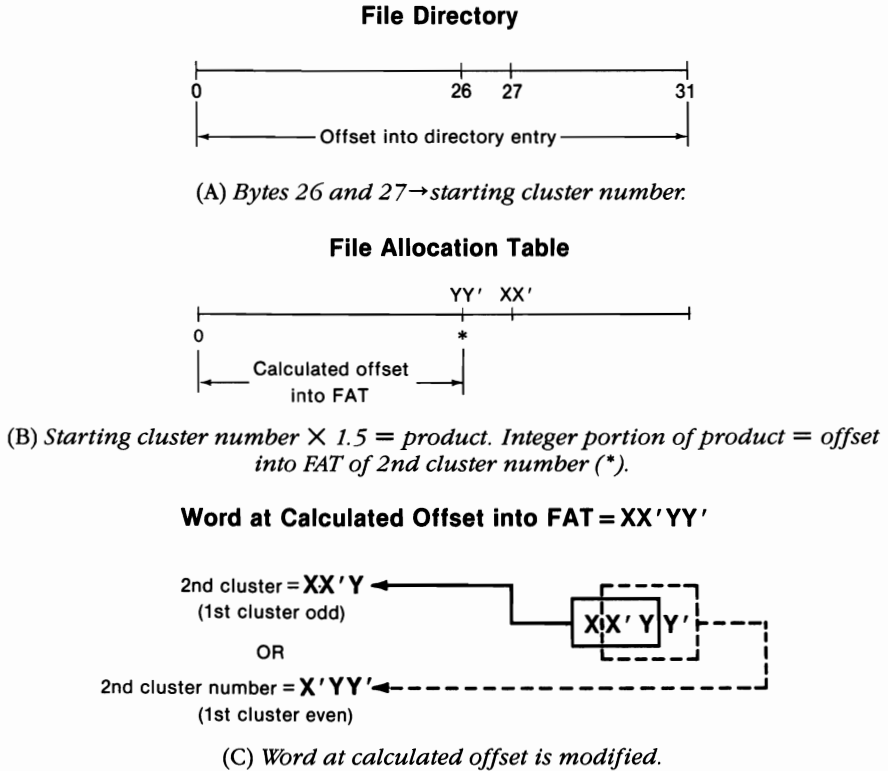 File Directory
0 26 27 31
Offset into directory entry
(A) Bytes 26 and 27→starting cluster number.
File Allocation Table
YY' XX'
0 *
Calculated offset
into FAT
(B) Starting cluster number × 1.5 = product. Integer portion of product = offset
into FAT of 2nd cluster number (*).
Word at Calculated Offset into FAT=XX'YY'
2nd cluster = XX'Y
(1st cluster odd)
XX'YY'
OR
2nd cluster number = X'YY'
(1st cluster even)
(C) Word at calculated offset is modified.